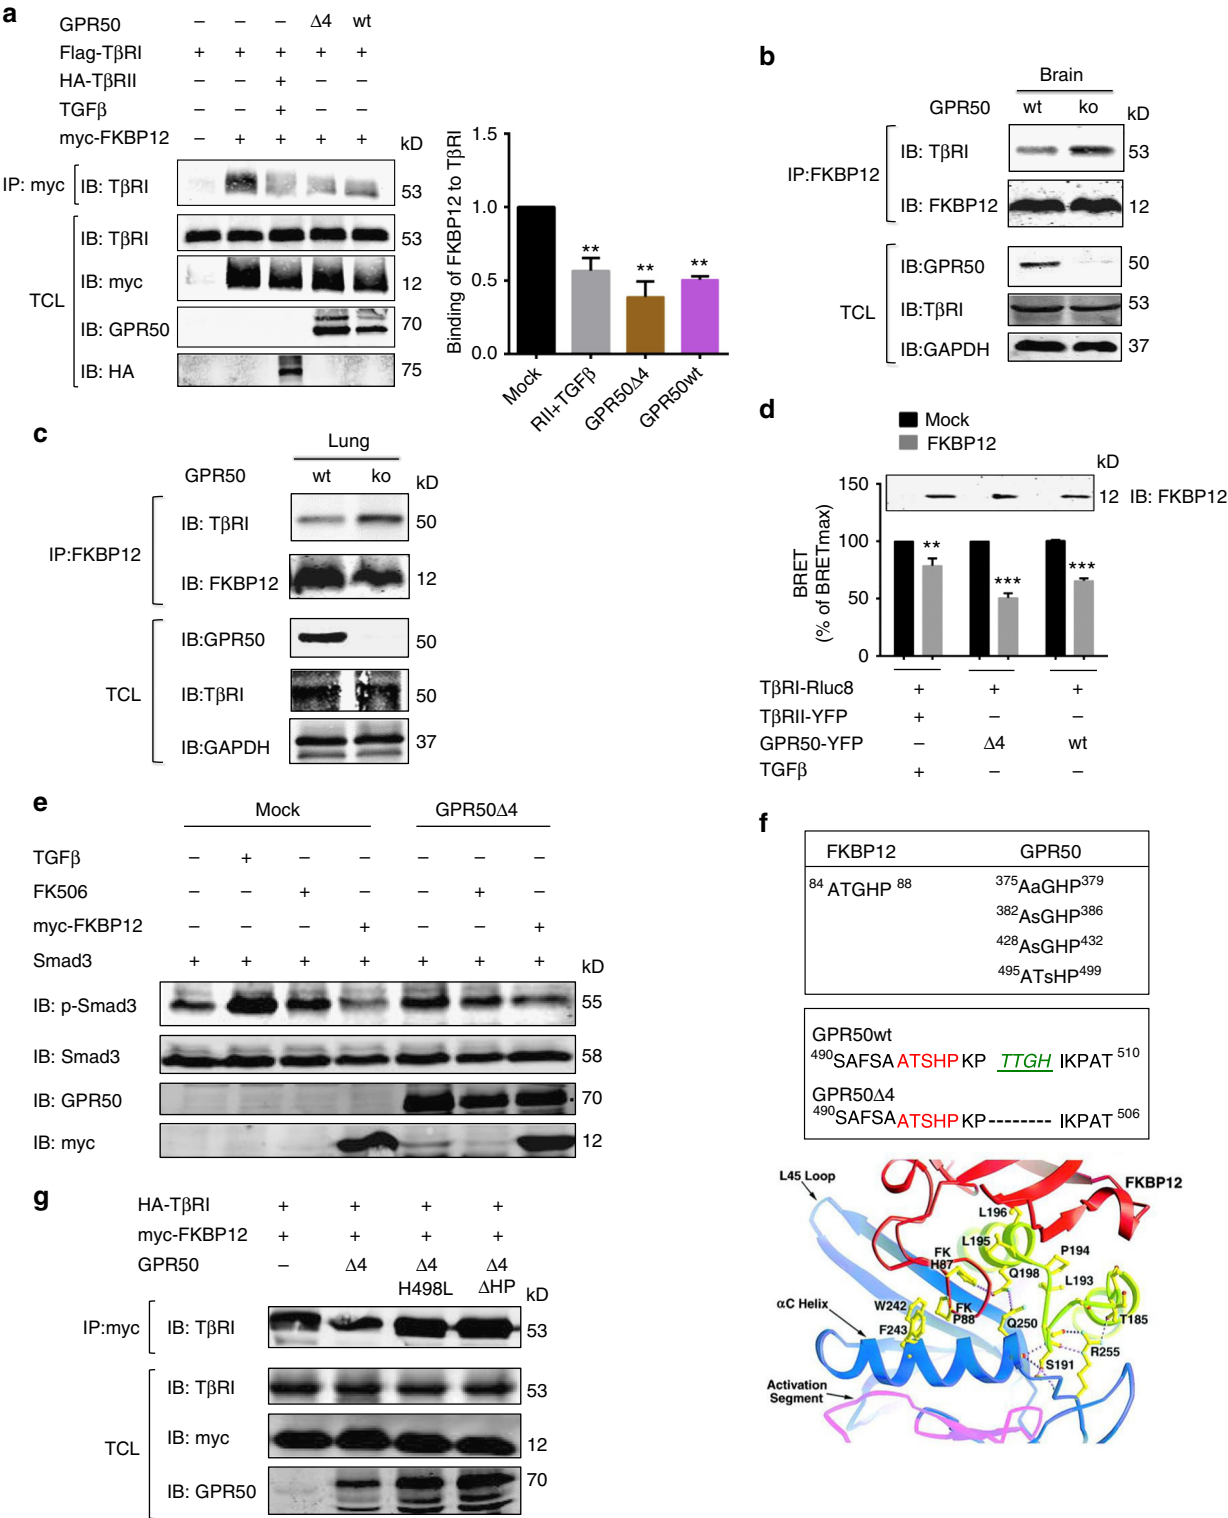 a
GPR50 – – – Δ4 wt
Flag-TβRI + + + + +
HA-TβRII – – + – –
TGFβ – – + – –
myc-FKBP12 – + + + +
kD
IP: myc IB: TβRI 53
TCL
IB: TβRI 53
IB: myc 12
IB: GPR50 70
IB: HA 75
Binding of FKBP12 to TβRI
1.5
1.0
0.5
0.0
** ** **
Mock
RII+TGFβ
GPR50Δ4
GPR50wt
b
Brain
GPR50 wt ko kD
IP:FKBP12
IB: TβRI 53
IB: FKBP12 12
TCL
IB:GPR50 50
IB:TβRI 53
IB:GAPDH 37
c
Lung
GPR50 wt ko kD
IP:FKBP12
IB: TβRI 50
IB: FKBP12 12
TCL
IB:GPR50 50
IB:TβRI 50
IB:GAPDH 37
d
Mock
FKBP12
kD
12 IB: FKBP12
BRET
(% of BRETmax)
150
100
50
0
** *** ***
TβRI-Rluc8 + + +
TβRII-YFP + – –
GPR50-YFP – Δ4 wt
TGFβ + – –
e
Mock GPR50Δ4
TGFβ – + – – – – –
FK506 – – + – – + –
myc-FKBP12 – – – + – – +
Smad3 + + + + + + +
kD
IB: p-Smad3 55
IB: Smad3 58
IB: GPR50 70
IB: myc 12
f
FKBP12 GPR50
84 ATGHP 88 375AaGHP379
382AsGHP386
428AsGHP432
495ATsHP499
GPR50wt
490SAFSA ATSHP KP TTGH IKPAT 510
GPR50Δ4
490SAFSA ATSHP KP -------- IKPAT 506
L45 Loop
FKBP12
L196
L195
P194
FK
H87
Q198
L193
αC Helix
W242
FK
P88
T185
F243
Q250
R255
S191
Activation
Segment
g
HA-TβRI + + + +
myc-FKBP12 + + + +
GPR50 – Δ4 Δ4 Δ4
H498L ΔHP
kD
IP:myc IB: TβRI 53
TCL
IB: TβRI 53
IB: myc 12
IB: GPR50 70